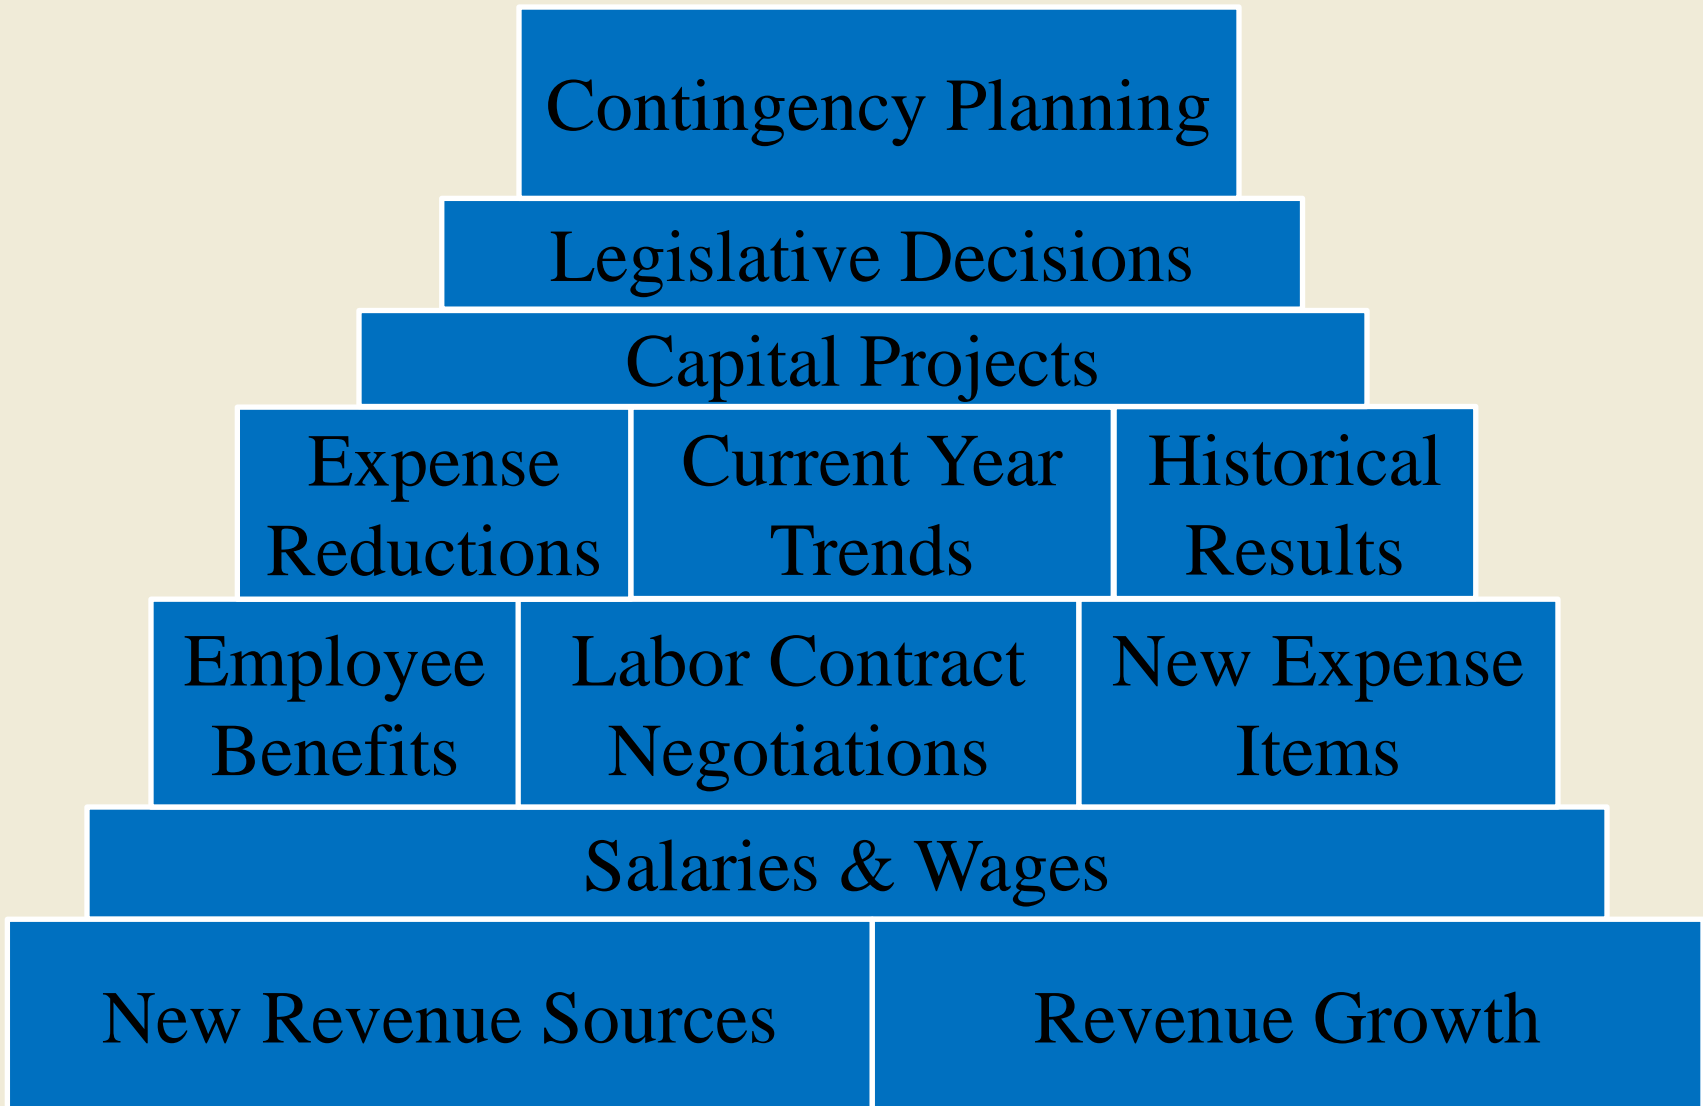 Contingency Planning
Legislative Decisions
Capital Projects
Expense
Reductions
Current Year
Trends
Historical
Results
Employee
Benefits
Labor Contract
Negotiations
New Expense
Items
Salaries & Wages
New Revenue Sources
Revenue Growth